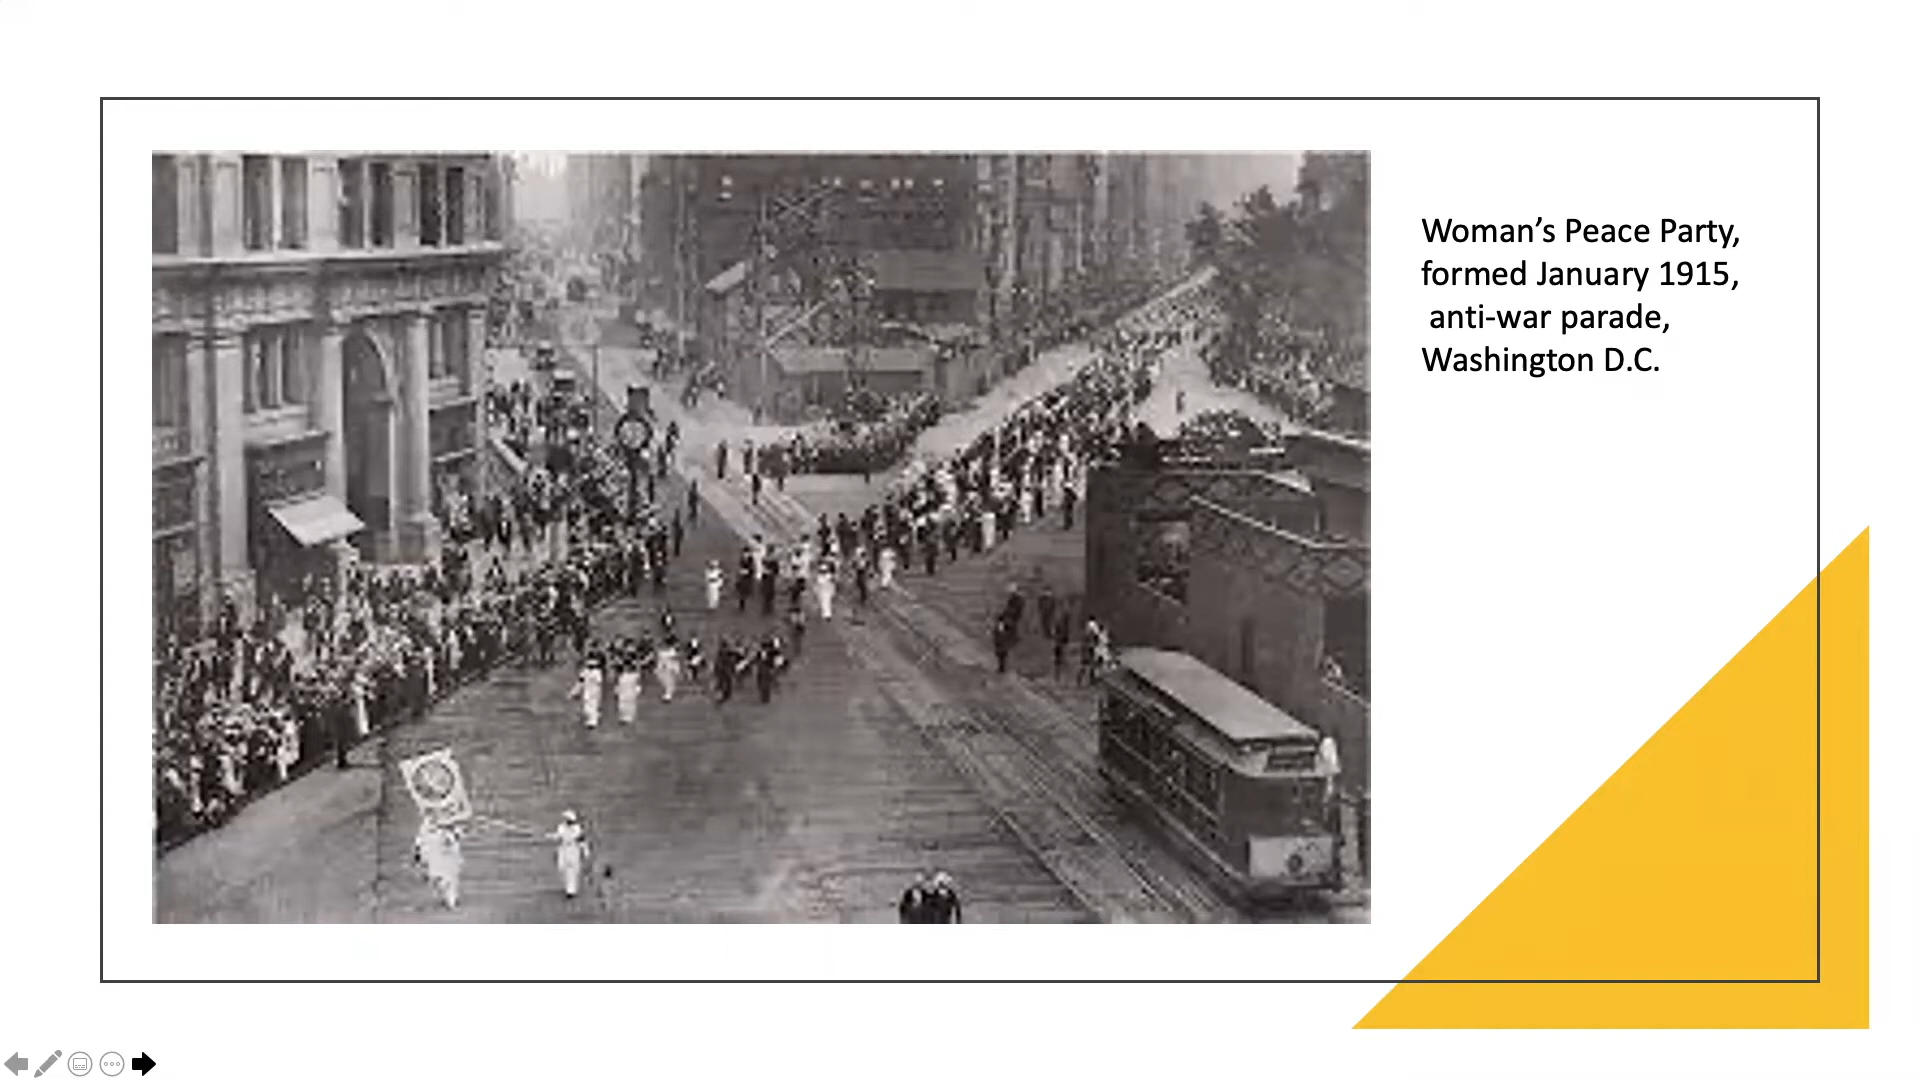 Woman’s Peace Party,
formed January 1915,
anti-war parade,
Washington D.C.